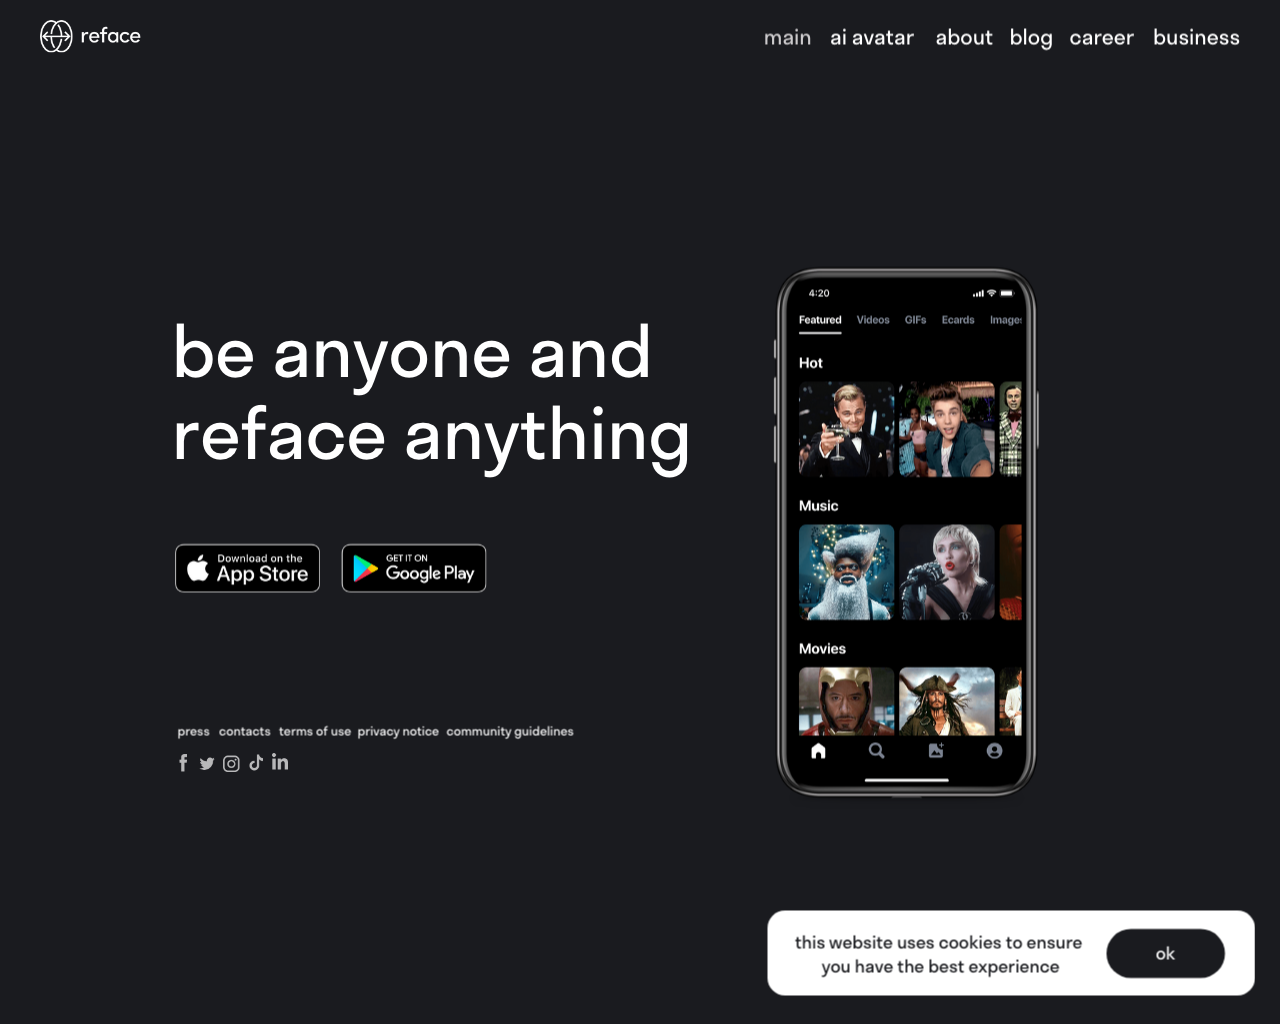 reface
main ai avatar about blog career business
be anyone and
reface anything
Download on the
App Store
GET IT ON
Google Play
press contacts terms of use privacy notice community guidelines
4:20
Featured Videos GIFs Ecards Images
Hot
Music
Movies
this website uses cookies to ensure
you have the best experience
ok